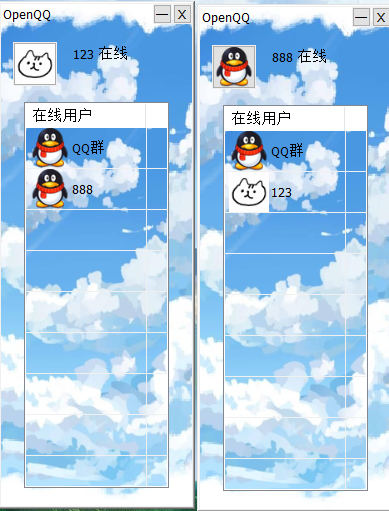 OpenQQ — X
123 在线
在线用户
QQ群
888
OpenQQ — X
888 在线
在线用户
QQ群
123